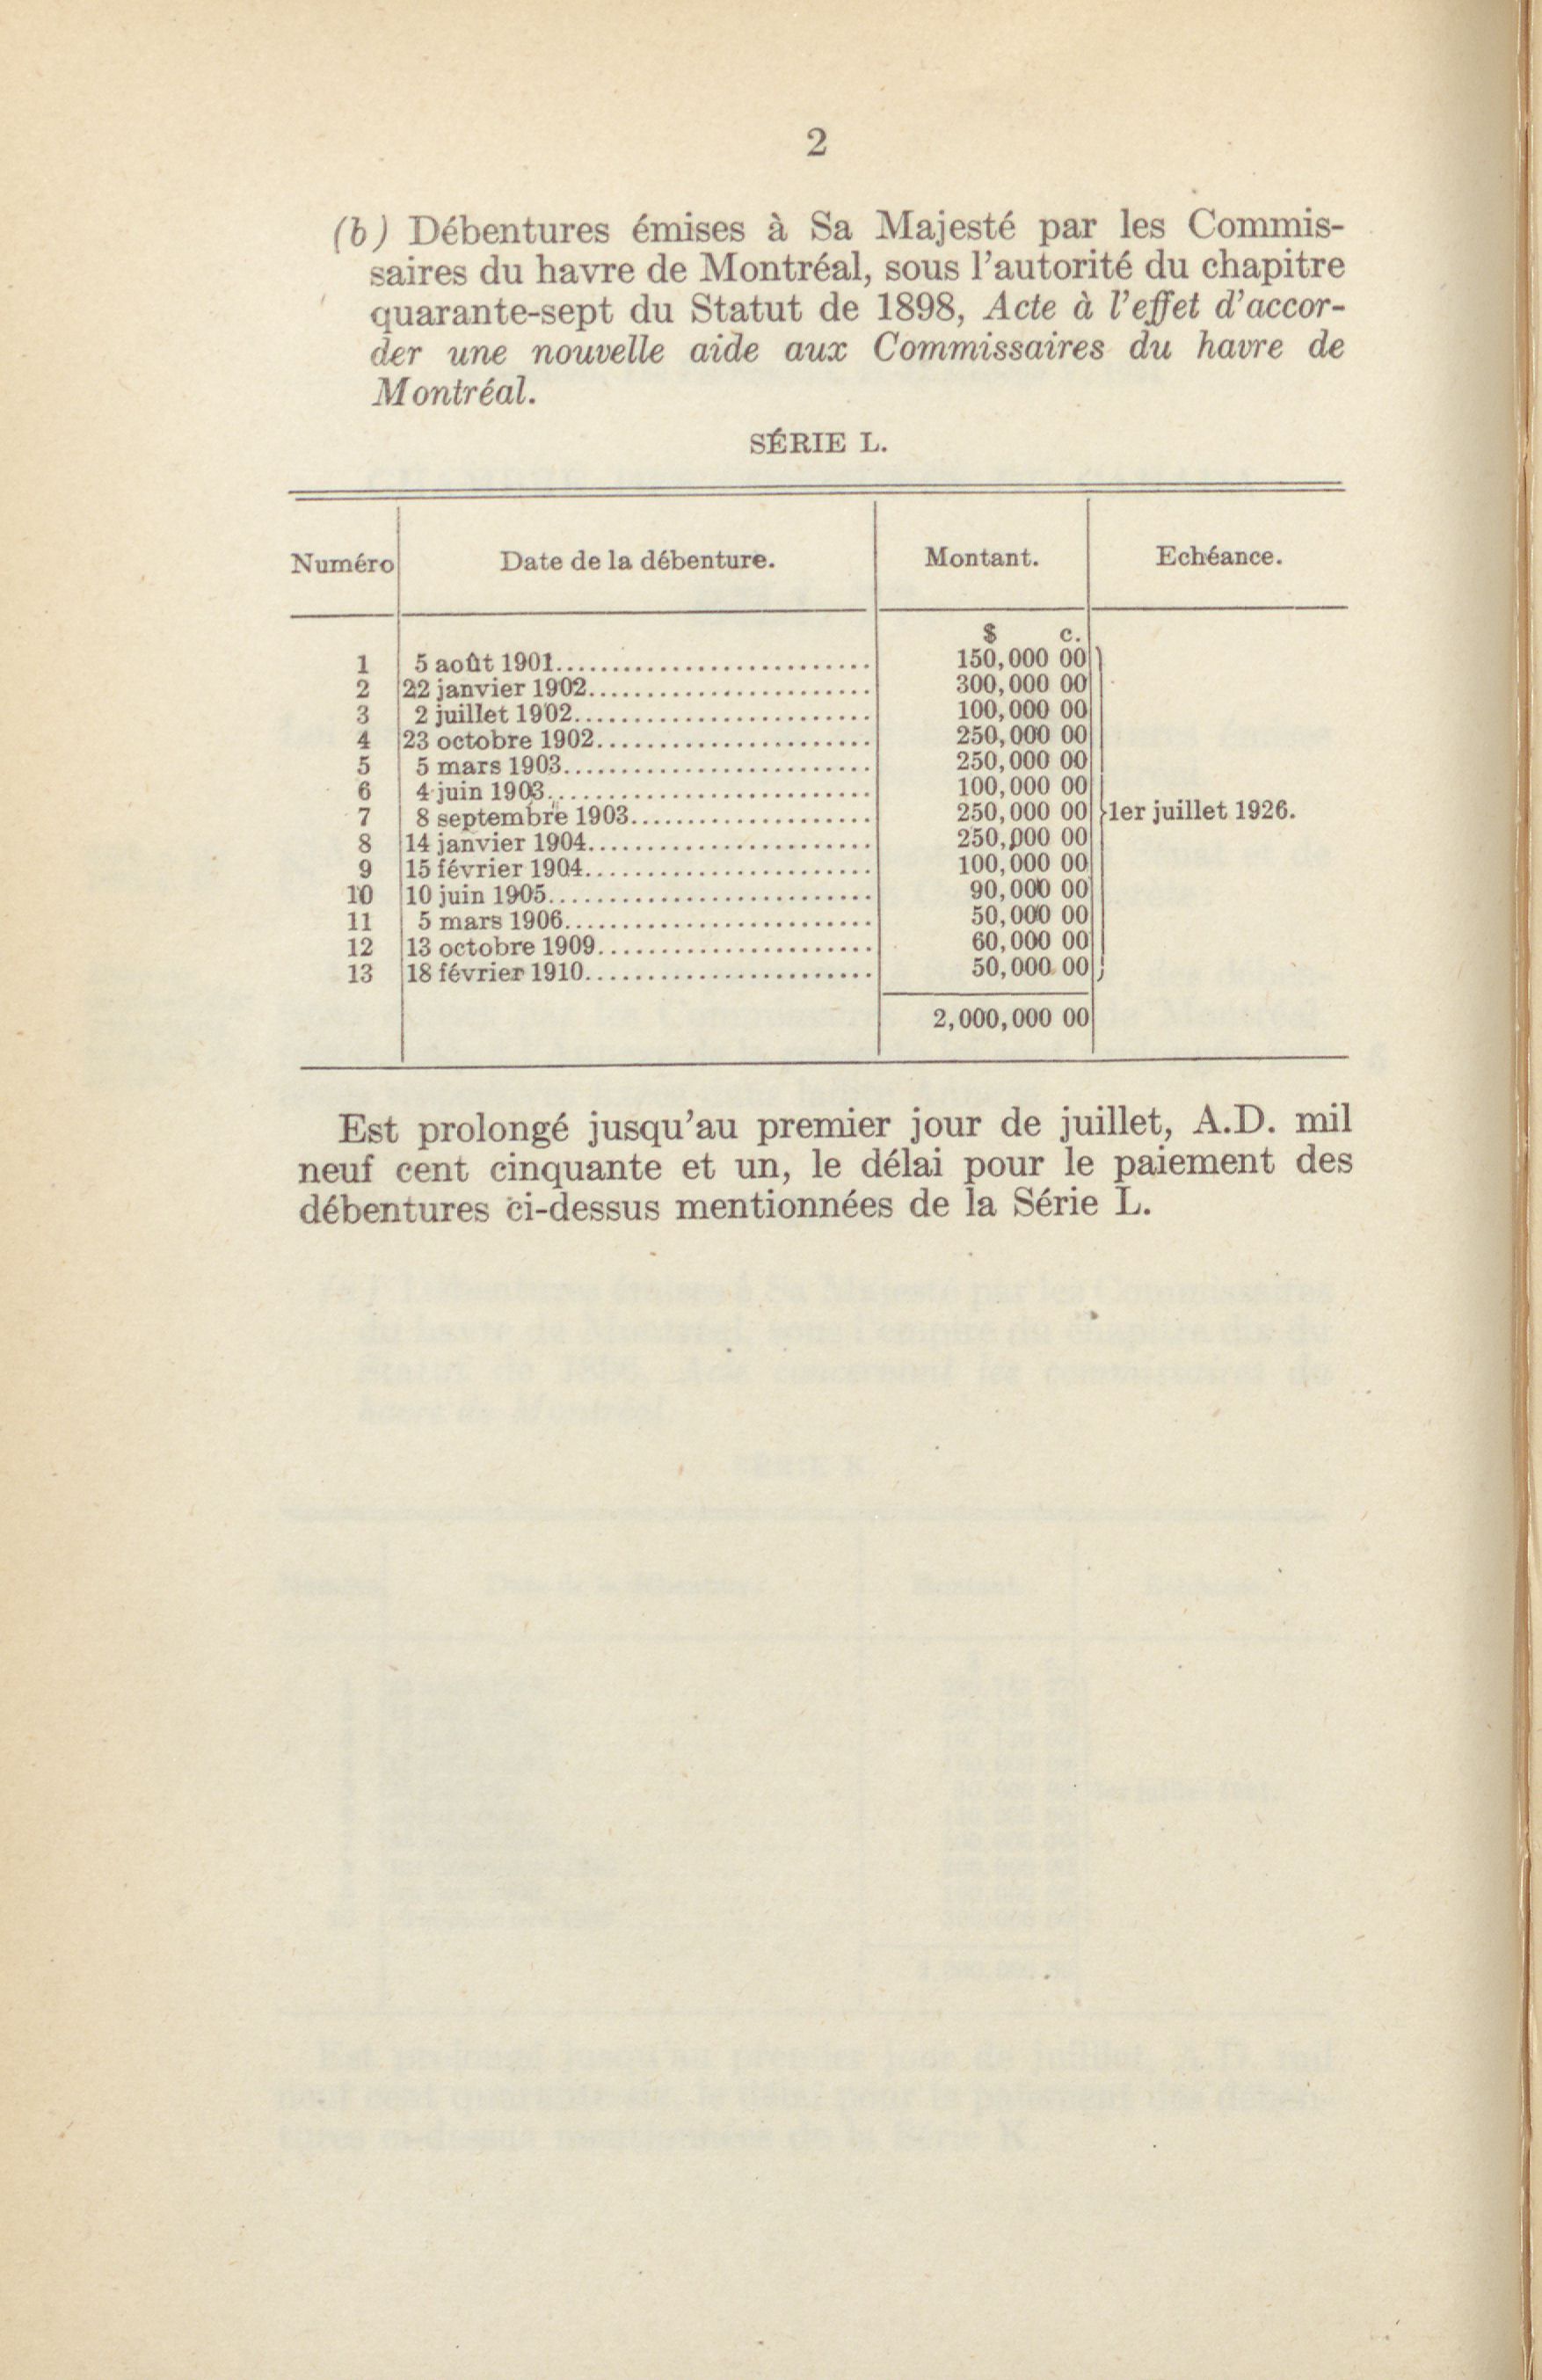 2
(b) Débentures émises à Sa Majesté par les Commis-
saires du havre de Montréal, sous l'autorité du chapitre
quarante-sept du Statut de 1898, Acte à l'effet d'accor-
der une nouvelle aide aux Commissaires du havre de
Montréal.
SÉRIE L.
Numéro Date de la débenture. Montant. Echéance.
$ c.
1 5 août 1901 150,000 00
2 22 janvier 1902 300,000 00
3 2 juillet 1902 100,000 00
4 23 octobre 1902 250,000 00
5 5 mars 1903 250,000 00
6 4 juin 1903 100,000 00
7 8 septembre 1903 250,000 00 1er juillet 1926.
8 14 janvier 1904 250,000 00
9 15 février 1904 100,000 00
10 10 juin 1905 90,000 00
11 5 mars 1906 50,000 00
12 13 octobre 1909 60,000 00
13 18 février 1910 50,000 00
2,000,000 00
Est prolongé jusqu'au premier jour de juillet, A.D. mil
neuf cent cinquante et un, le délai pour le paiement des
débentures ci-dessus mentionnées de la Série L.